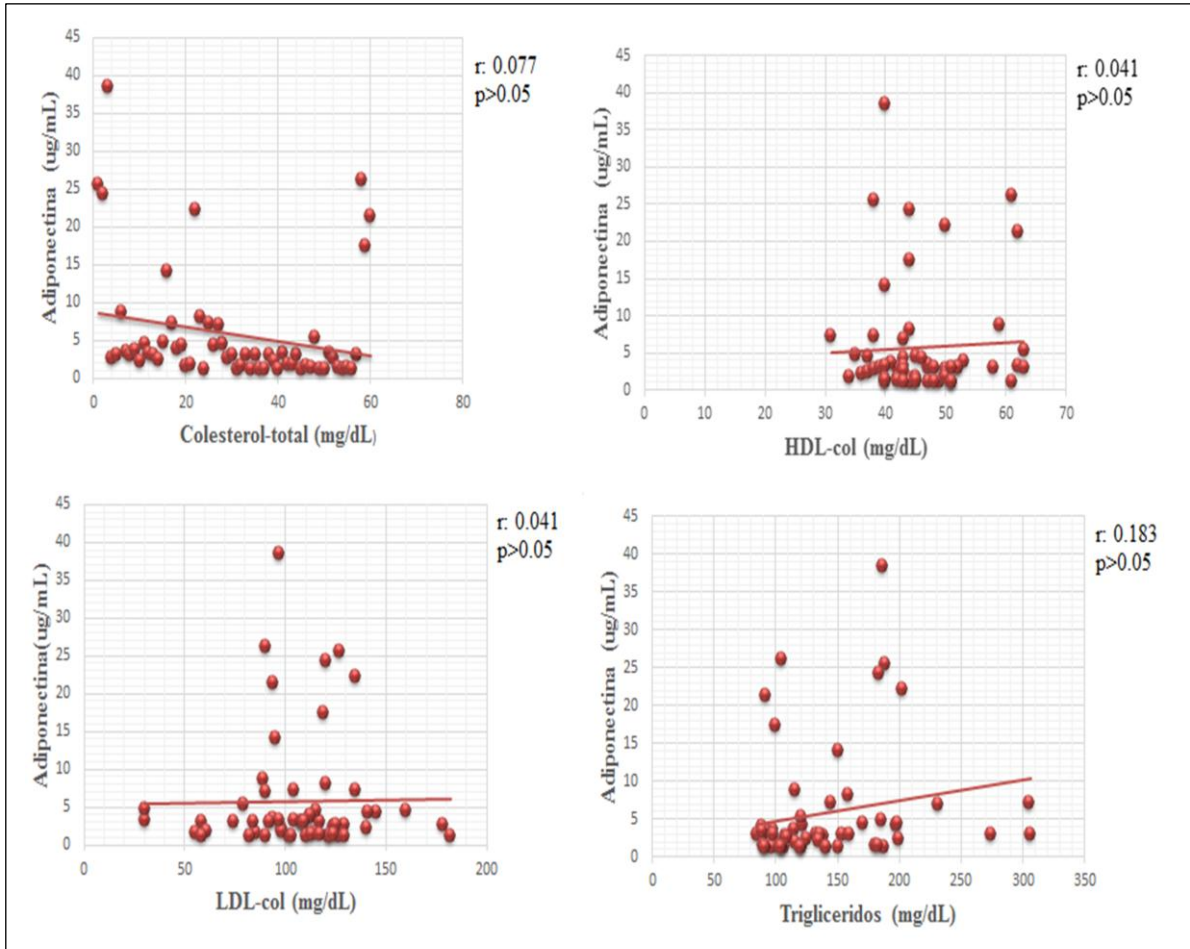 45
40
35
30
25
20
15
10
5
0
0 20 40 60 80
Adiponectina (ug/mL)
Colesterol-total (mg/dL)
r: 0.077
p>0.05
45
40
35
30
25
20
15
10
5
0
0 10 20 30 40 50 60 70
Adiponectina (ug/mL)
HDL-col (mg/dL)
r: 0.041
p>0.05
45
40
35
30
25
20
15
10
5
0
0 50 100 150 200
Adiponectina(ug/mL)
LDL-col (mg/dL)
r: 0.041
p>0.05
45
40
35
30
25
20
15
10
5
0
0 50 100 150 200 250 300 350
Adiponectina (ug/mL)
Trigliceridos (mg/dL)
r: 0.183
p>0.05